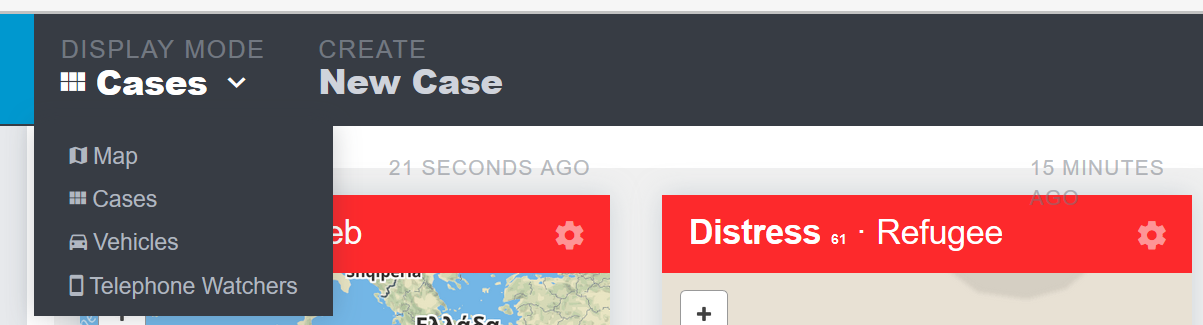 DISPLAY MODE
Cases
CREATE
New Case
Map
Cases
Vehicles
Telephone Watchers
21 SECONDS AGO
eb
Shqipëria
Ελλάδα
15 MINUTES
AGO
Distress 61 · Refugee
+